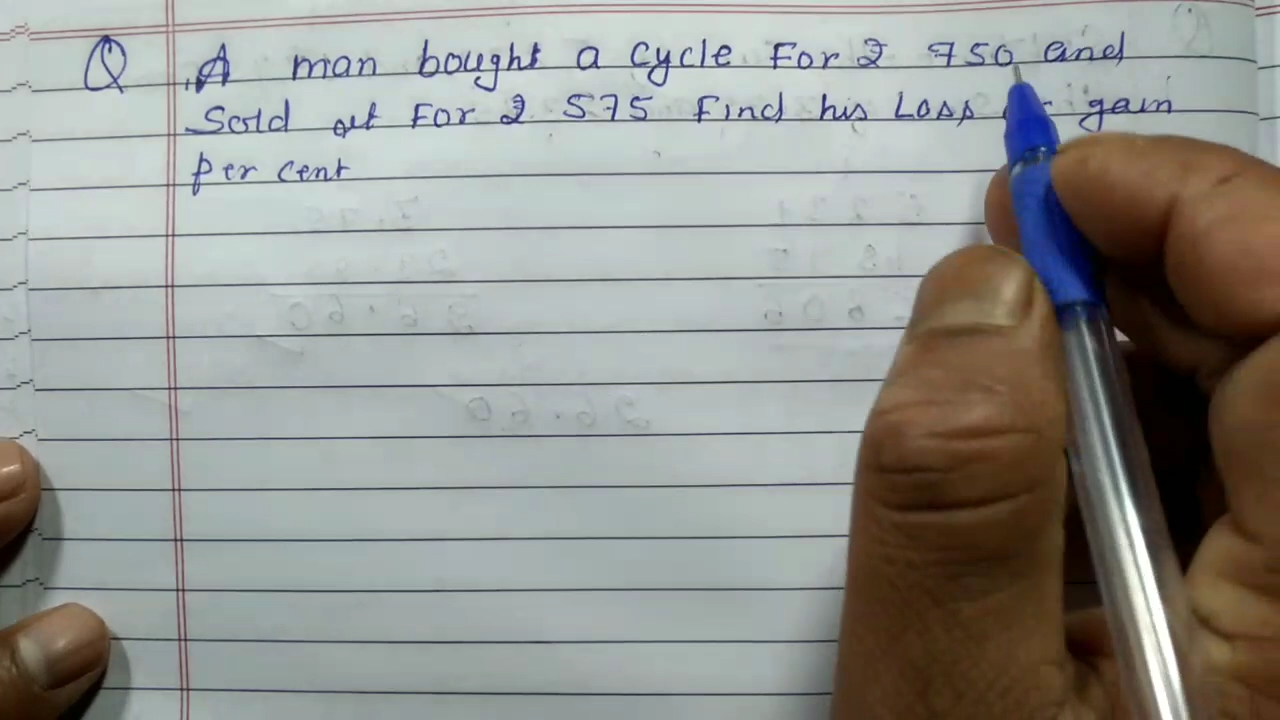 Q A man bought a Cycle For ₹ 750 and
Sold at For ₹ 575 Find his Loss gain
per cent